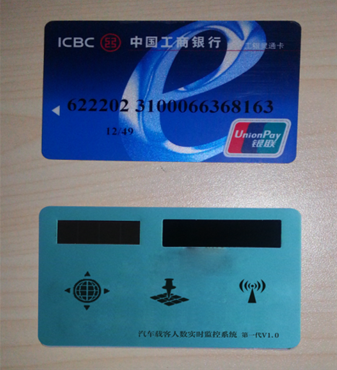 ICBC 中国工商银行
622202 3100066368163
12/49
UnionPay
银联
汽车载客人数实时监控系统 第一代V1.0